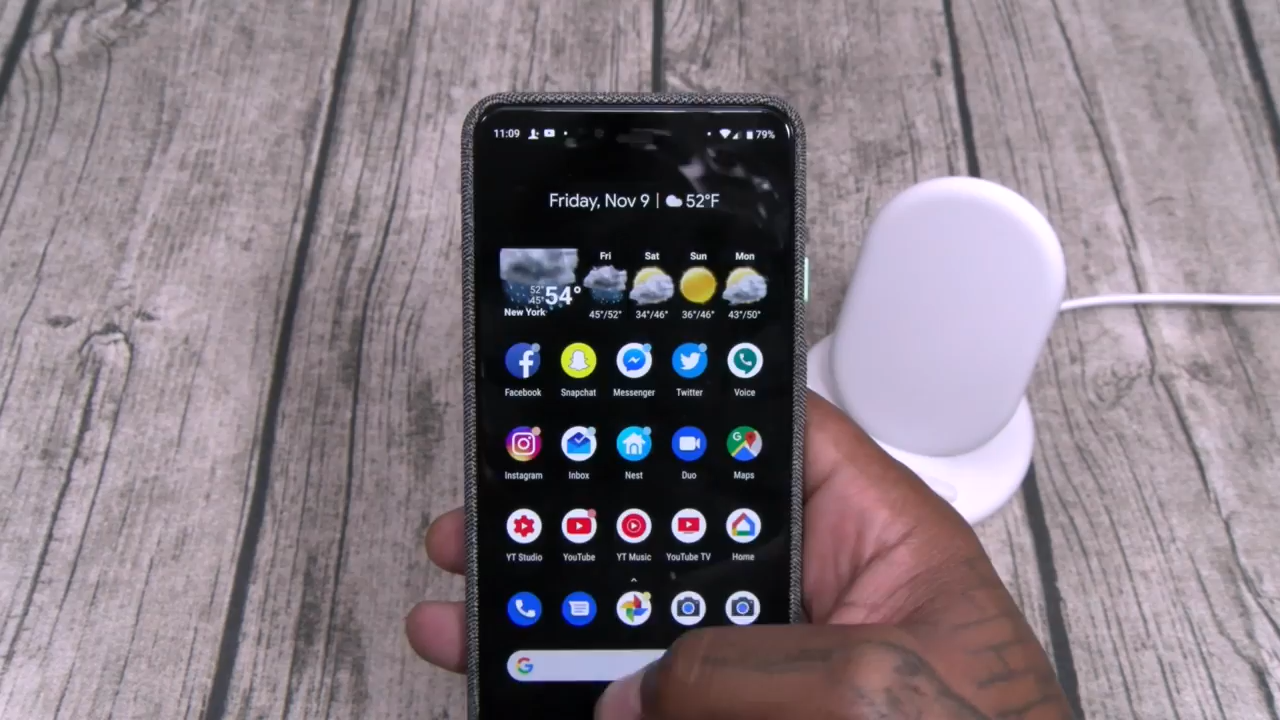 11:09 79%
Friday, Nov 9 | 52°F
Fri Sat Sun Mon
52°
45° 54°
New York 45°/52° 34°/46° 36°/46° 43°/50°
Facebook Snapchat Messenger Twitter Voice
G
Instagram Inbox Nest Duo Maps
YT Studio YouTube YT Music YouTube TV Home
G